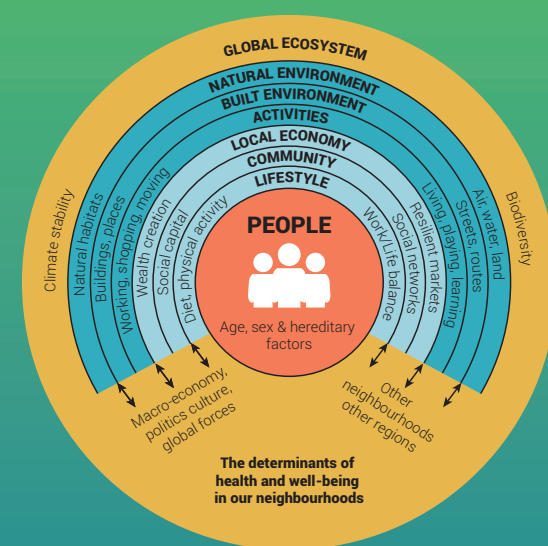 GLOBAL ECOSYSTEM
NATURAL ENVIRONMENT
BUILT ENVIRONMENT
ACTIVITIES
LOCAL ECONOMY
COMMUNITY
LIFESTYLE
PEOPLE
Age, sex & hereditary
factors
Climate stability
Natural habitats
Buildings, places
Working, shopping, moving
Wealth creation
Social capital
Diet, physical activity
Work/Life balance
Social networks
Resilient markets
Living, playing, learning
Streets, routes
Air, water, land
Biodiversity
Macro-economy,
politics culture,
global forces
Other
neighbourhoods
other regions
The determinants of
health and well-being
in our neighbourhoods